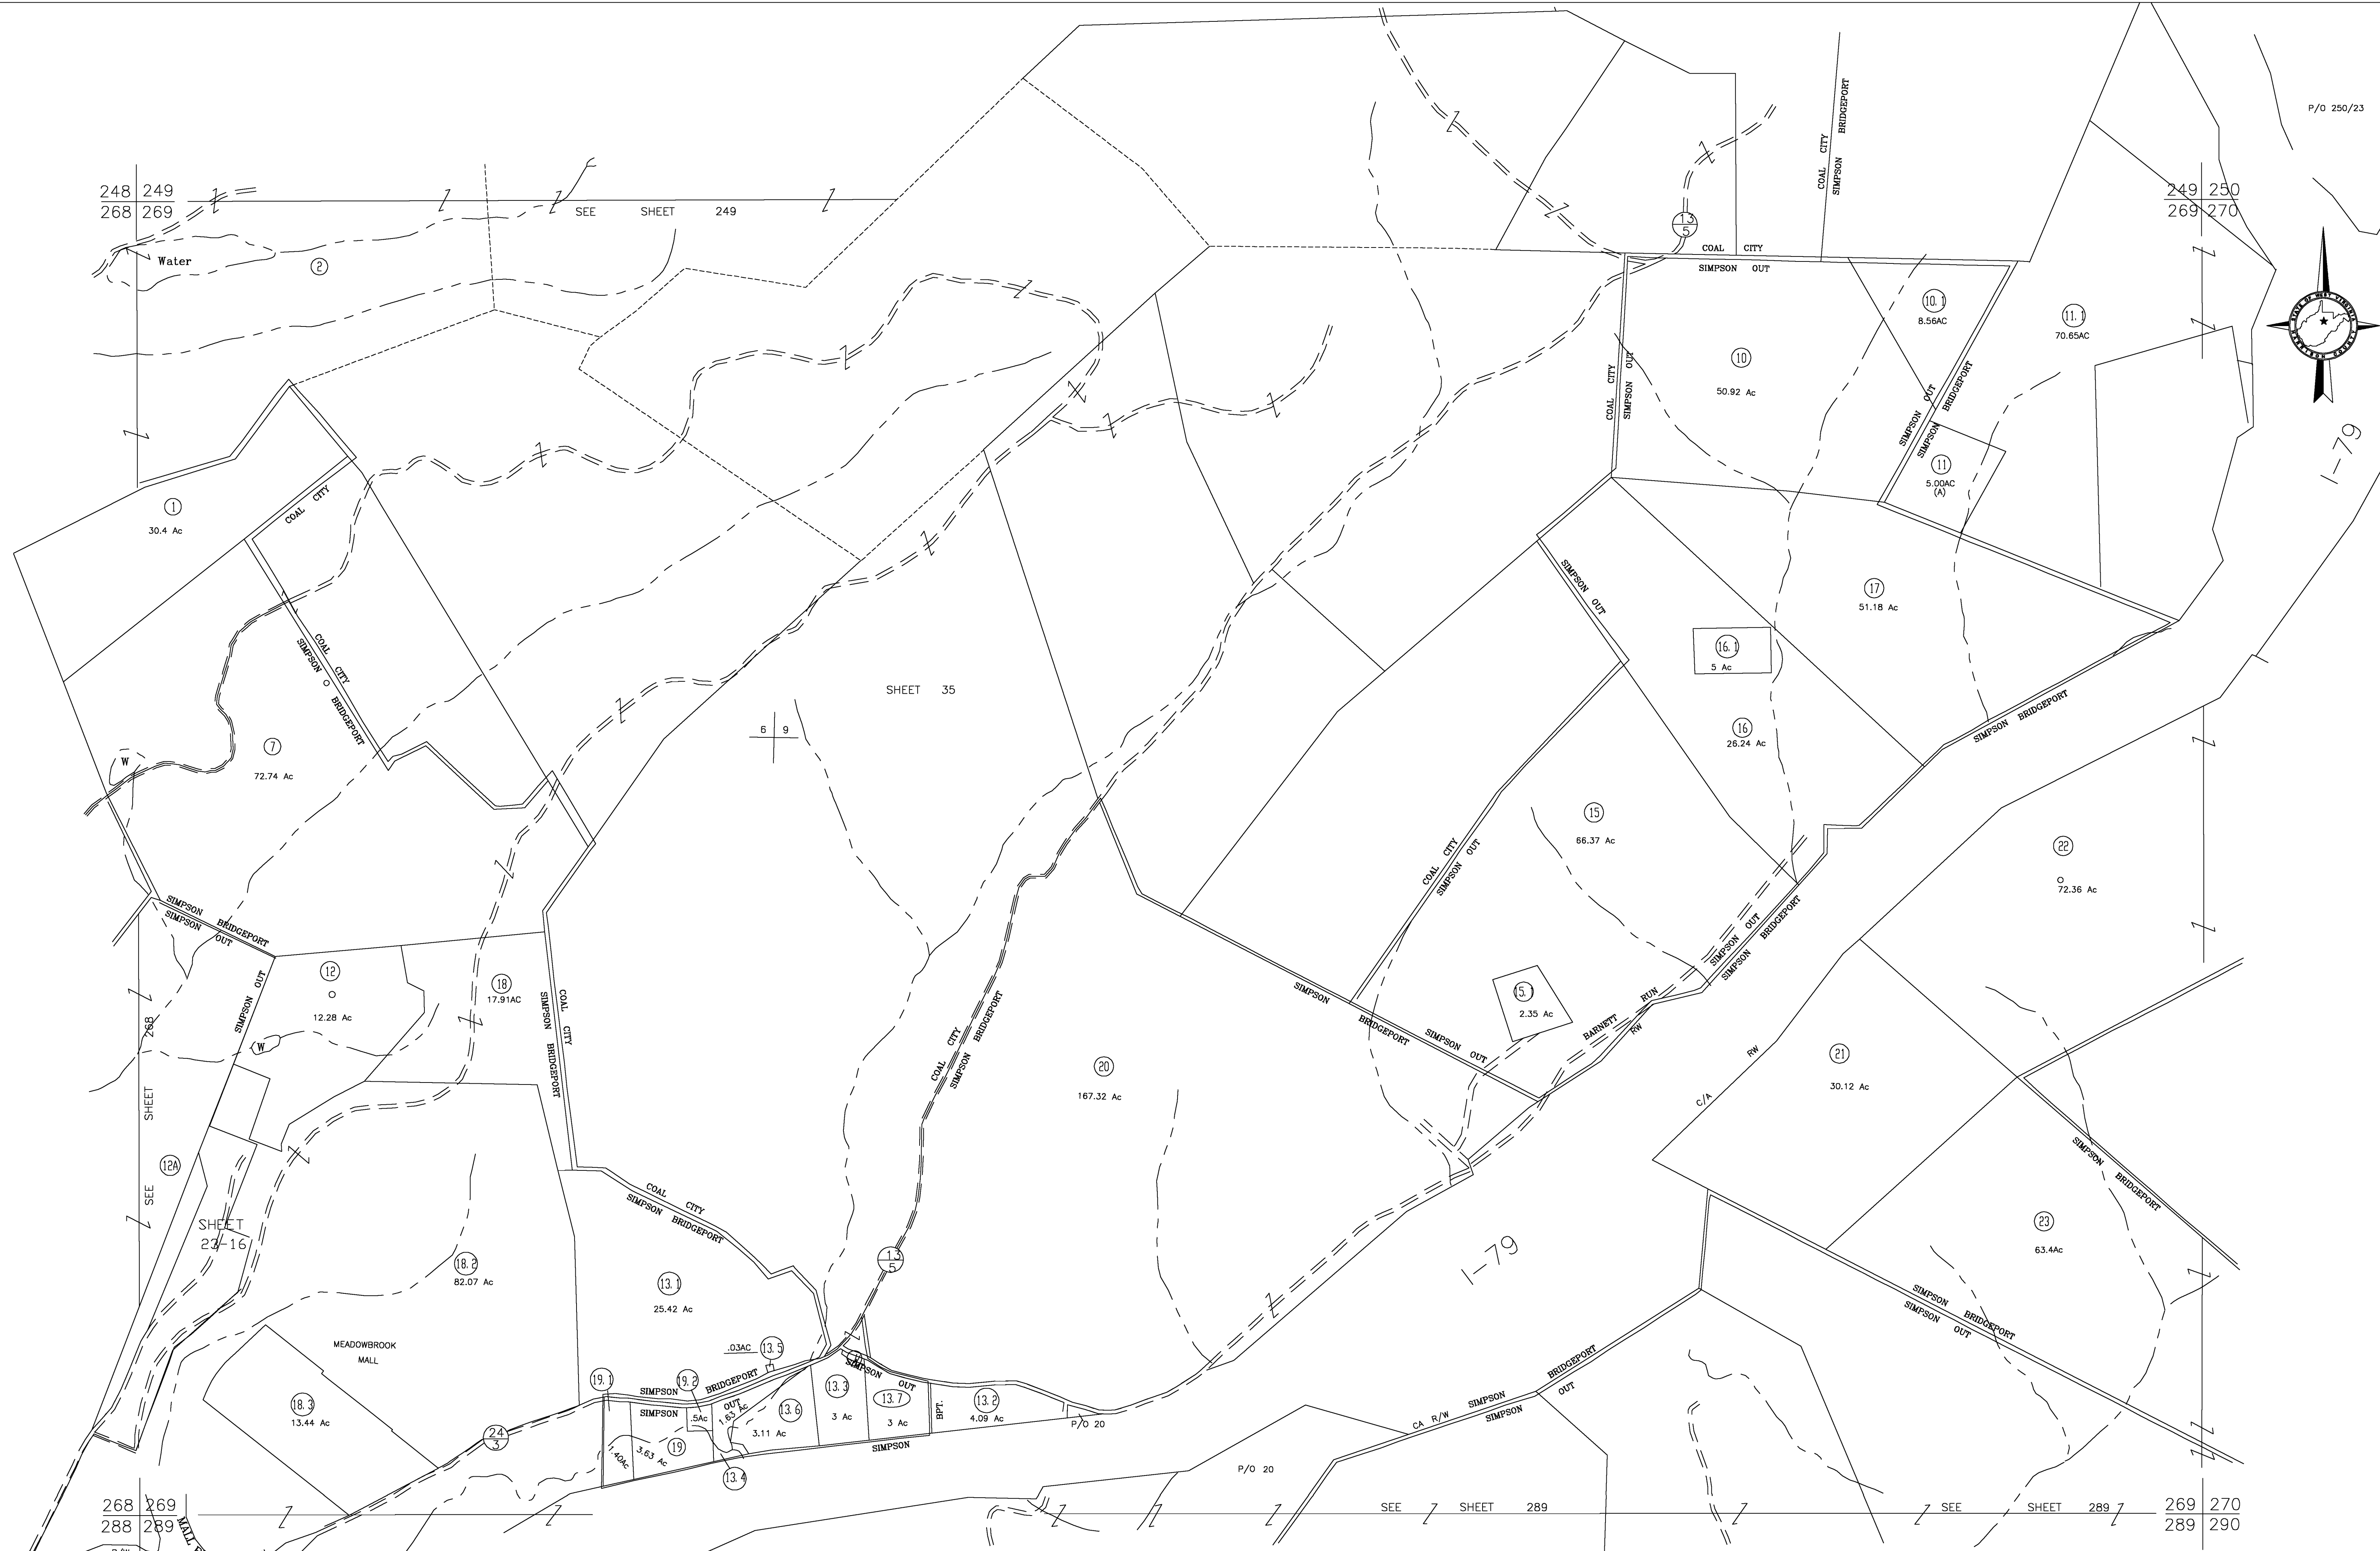 P/O 250/23
248 249
268 269
SEE SHEET 249
249 250
269 270
Water
2
13
5
COAL CITY
SIMPSON BRIDGEPORT
COAL CITY
SIMPSON OUT
STATE OF WEST VIRGINIA
HARRISON COUNTY
10.1
8.56AC
11.1
70.65AC
10
50.92 Ac
COAL CITY
SIMPSON OUT
SIMPSON OUT
SIMPSON BRIDGEPORT
I-79
11
5.00AC
(A)
1
30.4 Ac
COAL CITY
SIMPSON OUT
17
51.18 Ac
16.1
5 Ac
COAL CITY
SIMPSON BRIDGEPORT
SHEET 35
6 9
16
26.24 Ac
SIMPSON BRIDGEPORT
7
72.74 Ac
W
15
66.37 Ac
22
72.36 Ac
COAL CITY
SIMPSON OUT
SIMPSON BRIDGEPORT
SIMPSON OUT
SIMPSON OUT
12
12.28 Ac
W
18
17.91AC
COAL CITY
SIMPSON BRIDGEPORT
COAL CITY
SIMPSON BRIDGEPORT
SIMPSON OUT
SIMPSON BRIDGEPORT
15.1
2.35 Ac
SIMPSON OUT
SIMPSON BRIDGEPORT
BARNETT RUN
RW
20
167.32 Ac
C/A RW
21
30.12 Ac
SEE SHEET 268
12A
SHEET
23-16
SIMPSON BRIDGEPORT
COAL CITY
SIMPSON BRIDGEPORT
23
63.4Ac
18.2
82.07 Ac
13
5
I-79
13.1
25.42 Ac
SIMPSON BRIDGEPORT
SIMPSON OUT
MEADOWBROOK
MALL
.03AC 13.5
18.3
13.44 Ac
19.1
19.2
SIMPSON BRIDGEPORT
SIMPSON OUT
SIMPSON OUT
.5Ac
1.63 Ac
13.6
3.11 Ac
13.3
3 Ac
13.7
3 Ac
BPT.
13.2
4.09 Ac
P/O 20
24
3
1.40Ac
3.63 Ac
19
13.4
SIMPSON
CA R/W SIMPSON BRIDGEPORT
SIMPSON OUT
P/O 20
268 269
288 289
MALL
SEE SHEET 289
SEE SHEET 289
269 270
289 290